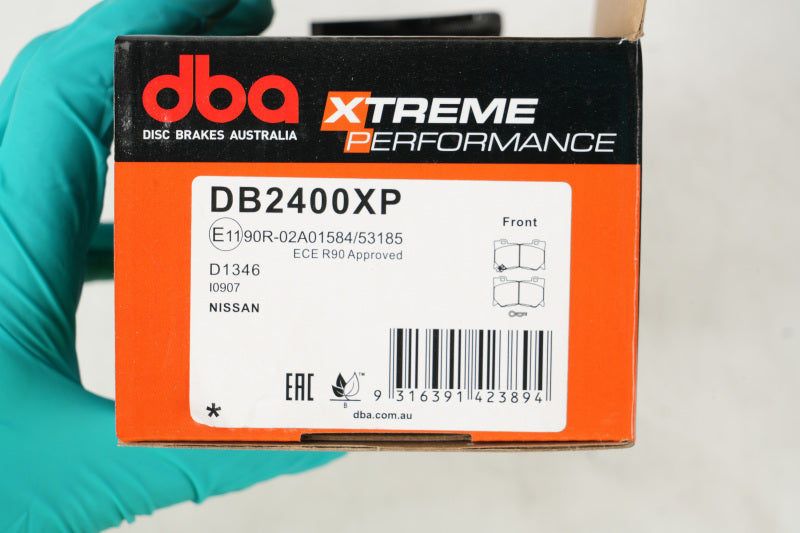 dba
DISC BRAKES AUSTRALIA
XTREME
PERFORMANCE
DB2400XP
E11 90R-02A01584/53185
ECE R90 Approved
D1346
I0907
NISSAN
Front
EAC
TM
B
*
9 316391 423894
dba.com.au